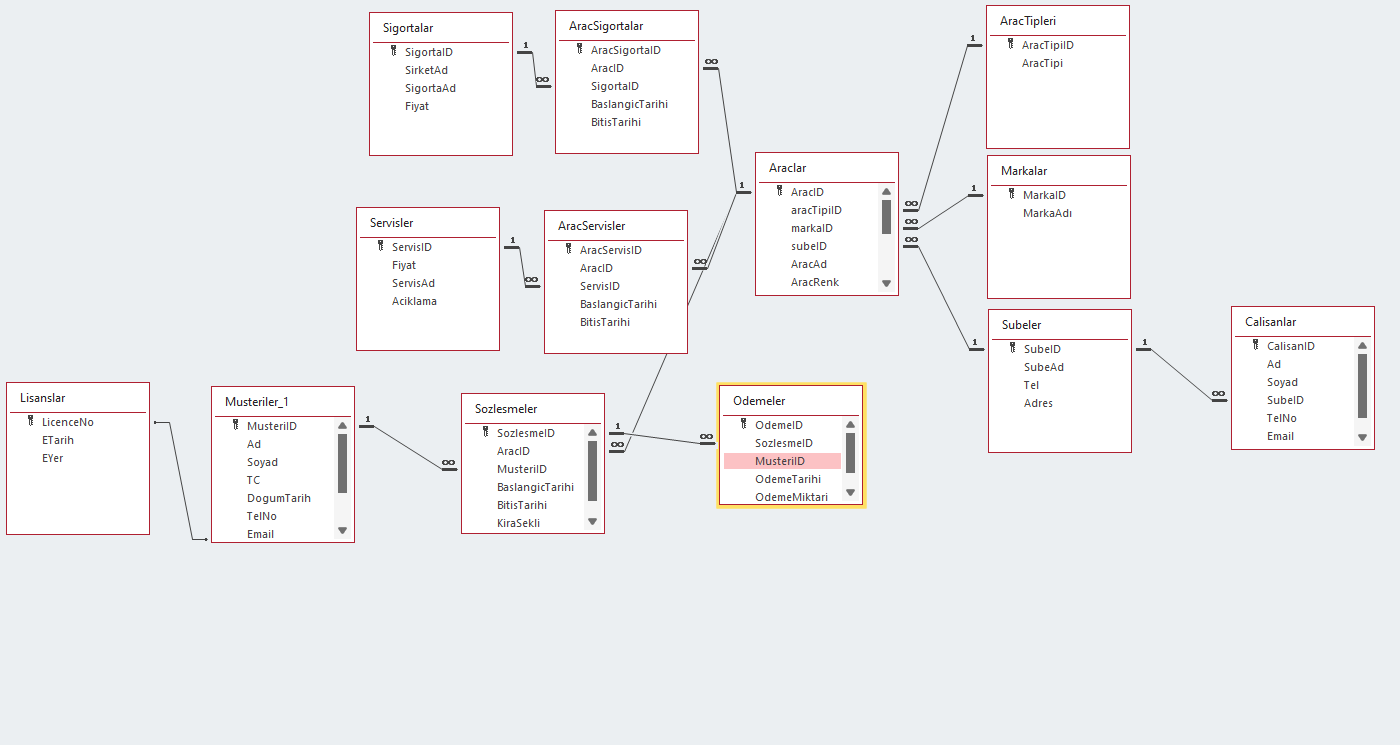 Sigortalar
SigortaID
SirketAd
SigortaAd
Fiyat
1
∞
AracSigortalar
AracSigortaID
AracID
SigortaID
BaslangicTarihi
BitisTarihi
∞
1
AracTipleri
AracTipiID
AracTipi
1
Araclar
AracID
aracTipiID
markaID
subeID
AracAd
AracRenk
∞
∞
∞
Markalar
MarkaID
MarkaAdı
1
Servisler
ServisID
Fiyat
ServisAd
Aciklama
1
∞
AracServisler
AracServisID
AracID
ServisID
BaslangicTarihi
BitisTarihi
∞
Subeler
SubeID
SubeAd
Tel
Adres
1
1
∞
Calisanlar
CalisanID
Ad
Soyad
SubeID
TelNo
Email
Lisanslar
LicenceNo
ETarih
EYer
Musteriler_1
MusteriID
Ad
Soyad
TC
DogumTarih
TelNo
Email
1
∞
Sozlesmeler
SozlesmeID
AracID
MusteriID
BaslangicTarihi
BitisTarihi
KiraSekli
1
∞
∞
Odemeler
OdemeID
SozlesmeID
MusteriID
OdemeTarihi
OdemeMiktari